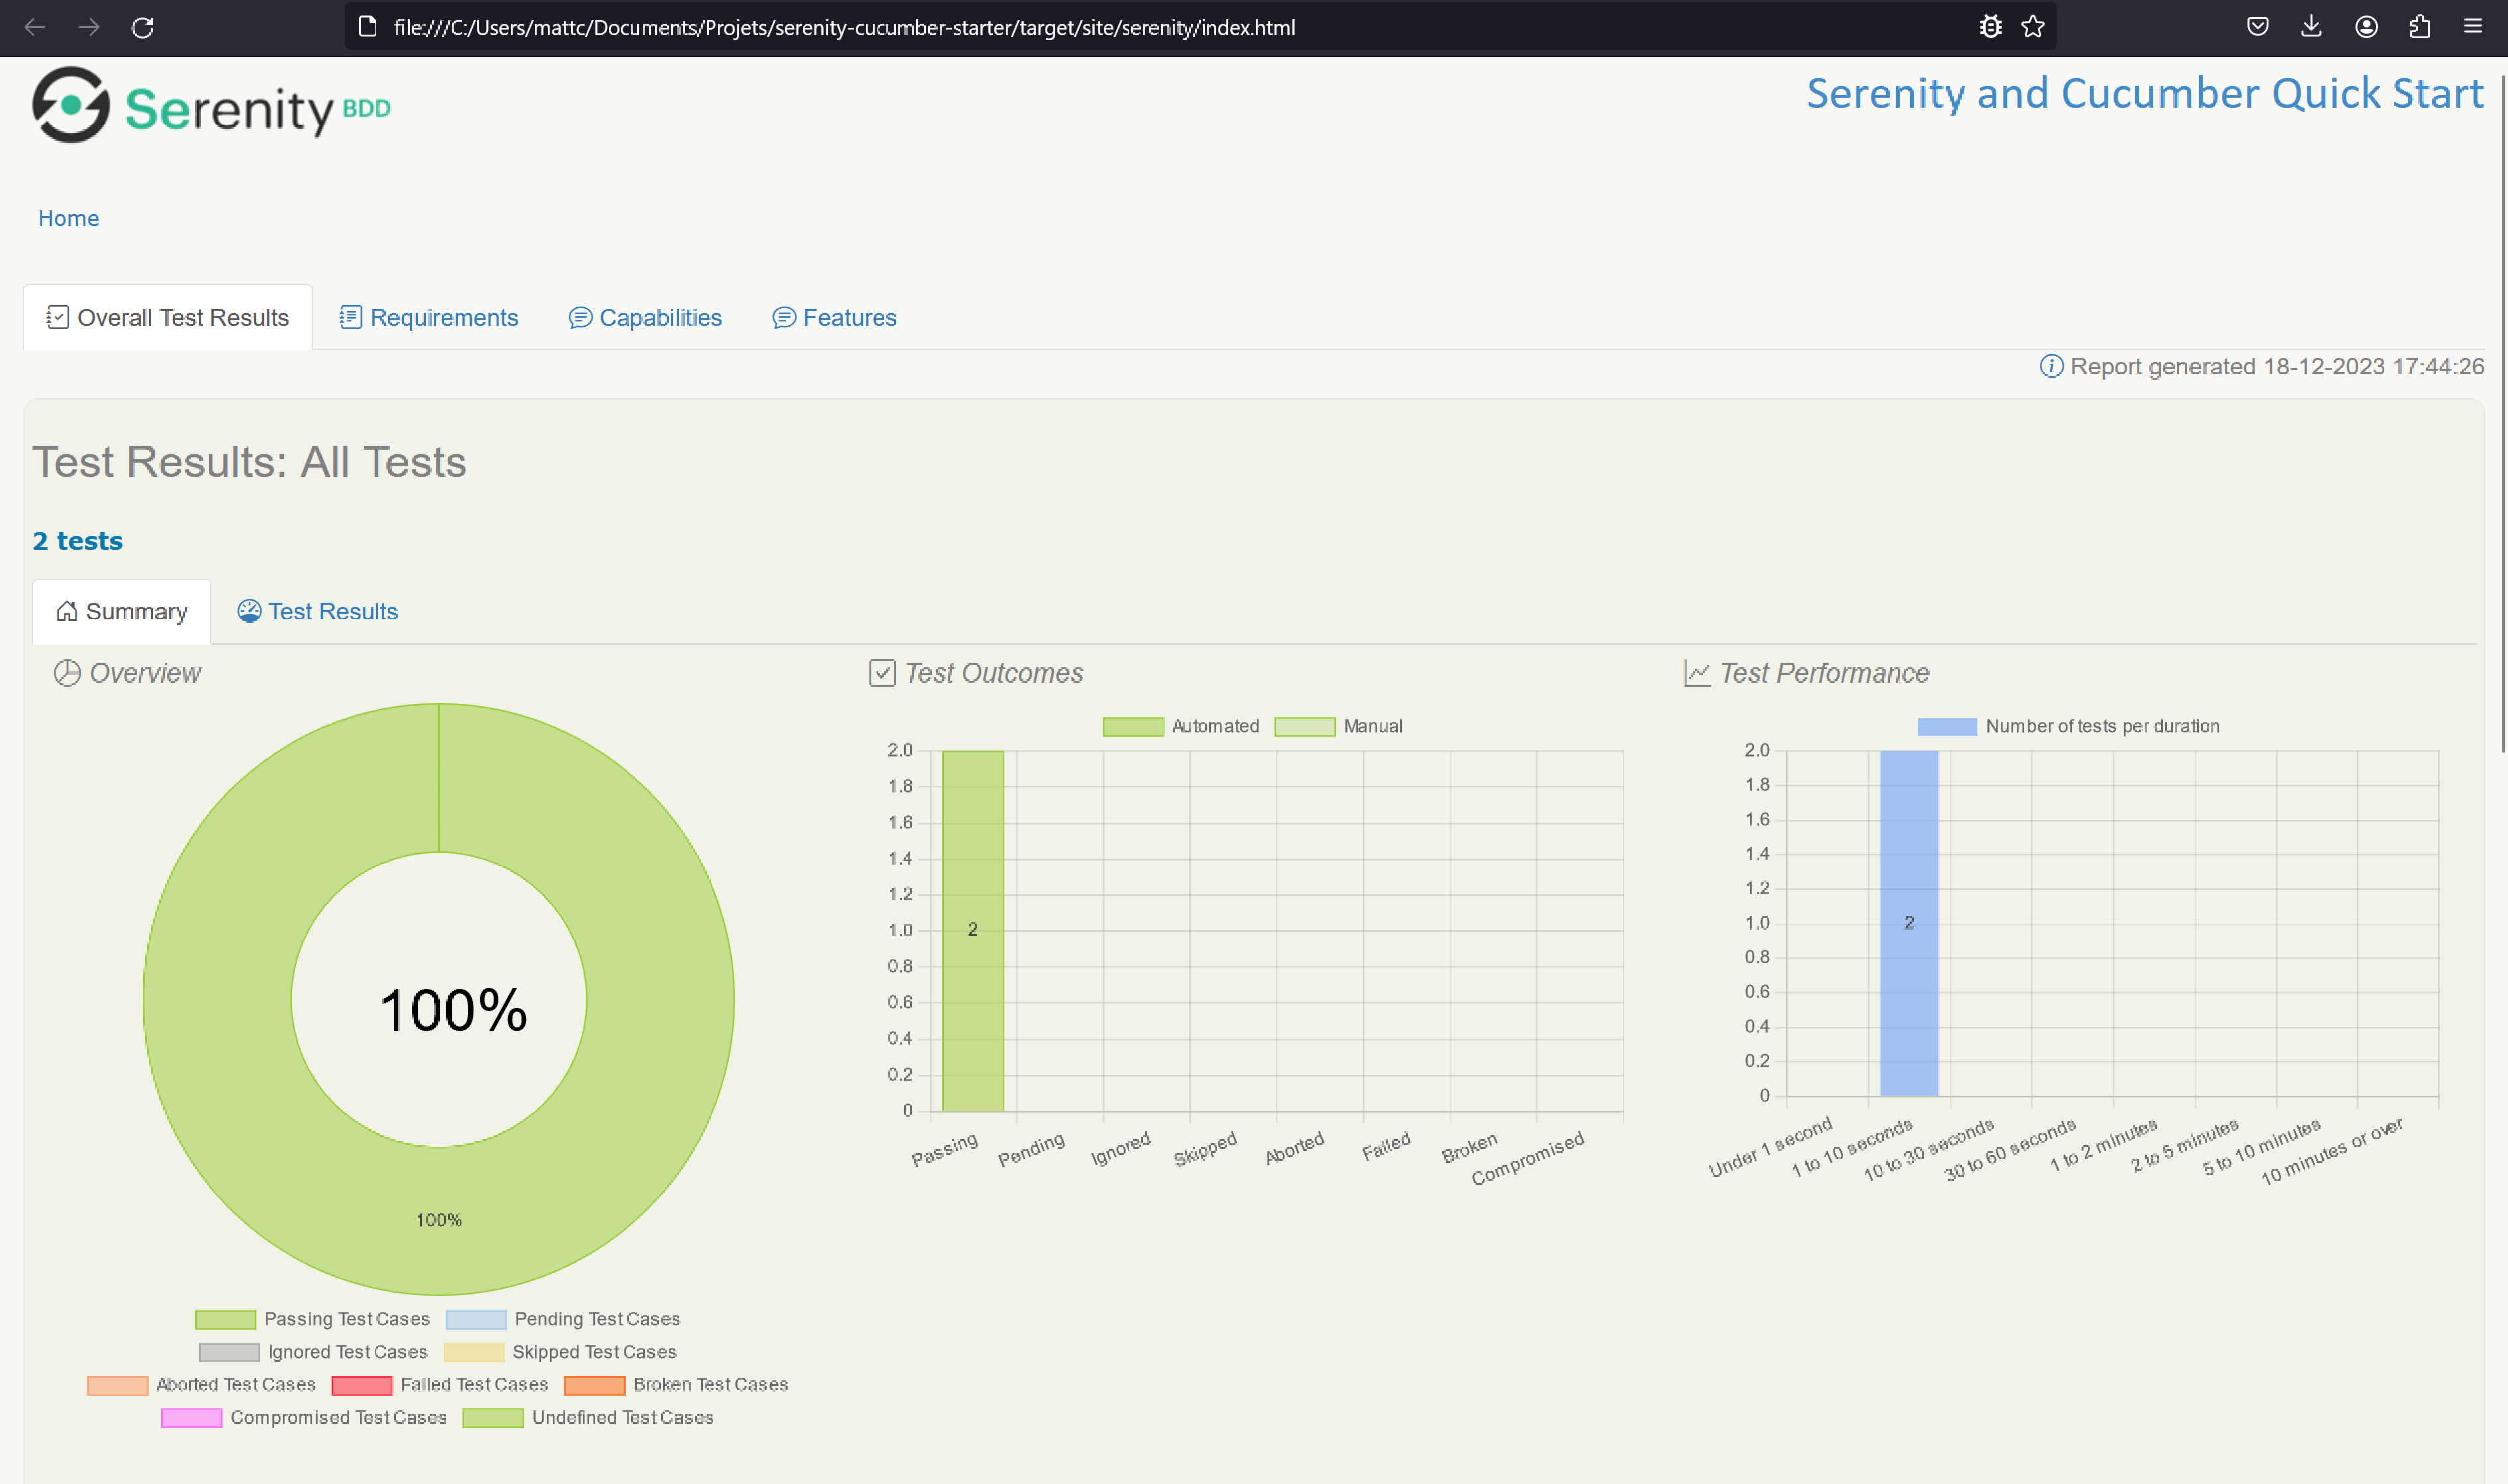 file:///C:/Users/mattc/Documents/Projets/serenity-cucumber-starter/target/site/serenity/index.html
Serenity BDD
Serenity and Cucumber Quick Start
Home
Overall Test Results Requirements Capabilities Features
Report generated 18-12-2023 17:44:26
Test Results: All Tests
2 tests
Summary Test Results
Overview
100%
100%
Passing Test Cases Pending Test Cases
Ignored Test Cases Skipped Test Cases
Aborted Test Cases Failed Test Cases Broken Test Cases
Compromised Test Cases Undefined Test Cases
Test Outcomes
Automated Manual
2.0
1.8
1.6
1.4
1.2
1.0
0.8
0.6
0.4
0.2
0
2
Passing Pending Ignored Skipped Aborted Failed Broken Compromised
Test Performance
Number of tests per duration
2.0
1.8
1.6
1.4
1.2
1.0
0.8
0.6
0.4
0.2
0
2
Under 1 second 1 to 10 seconds 10 to 30 seconds 30 to 60 seconds 1 to 2 minutes 2 to 5 minutes 5 to 10 minutes 10 minutes or over